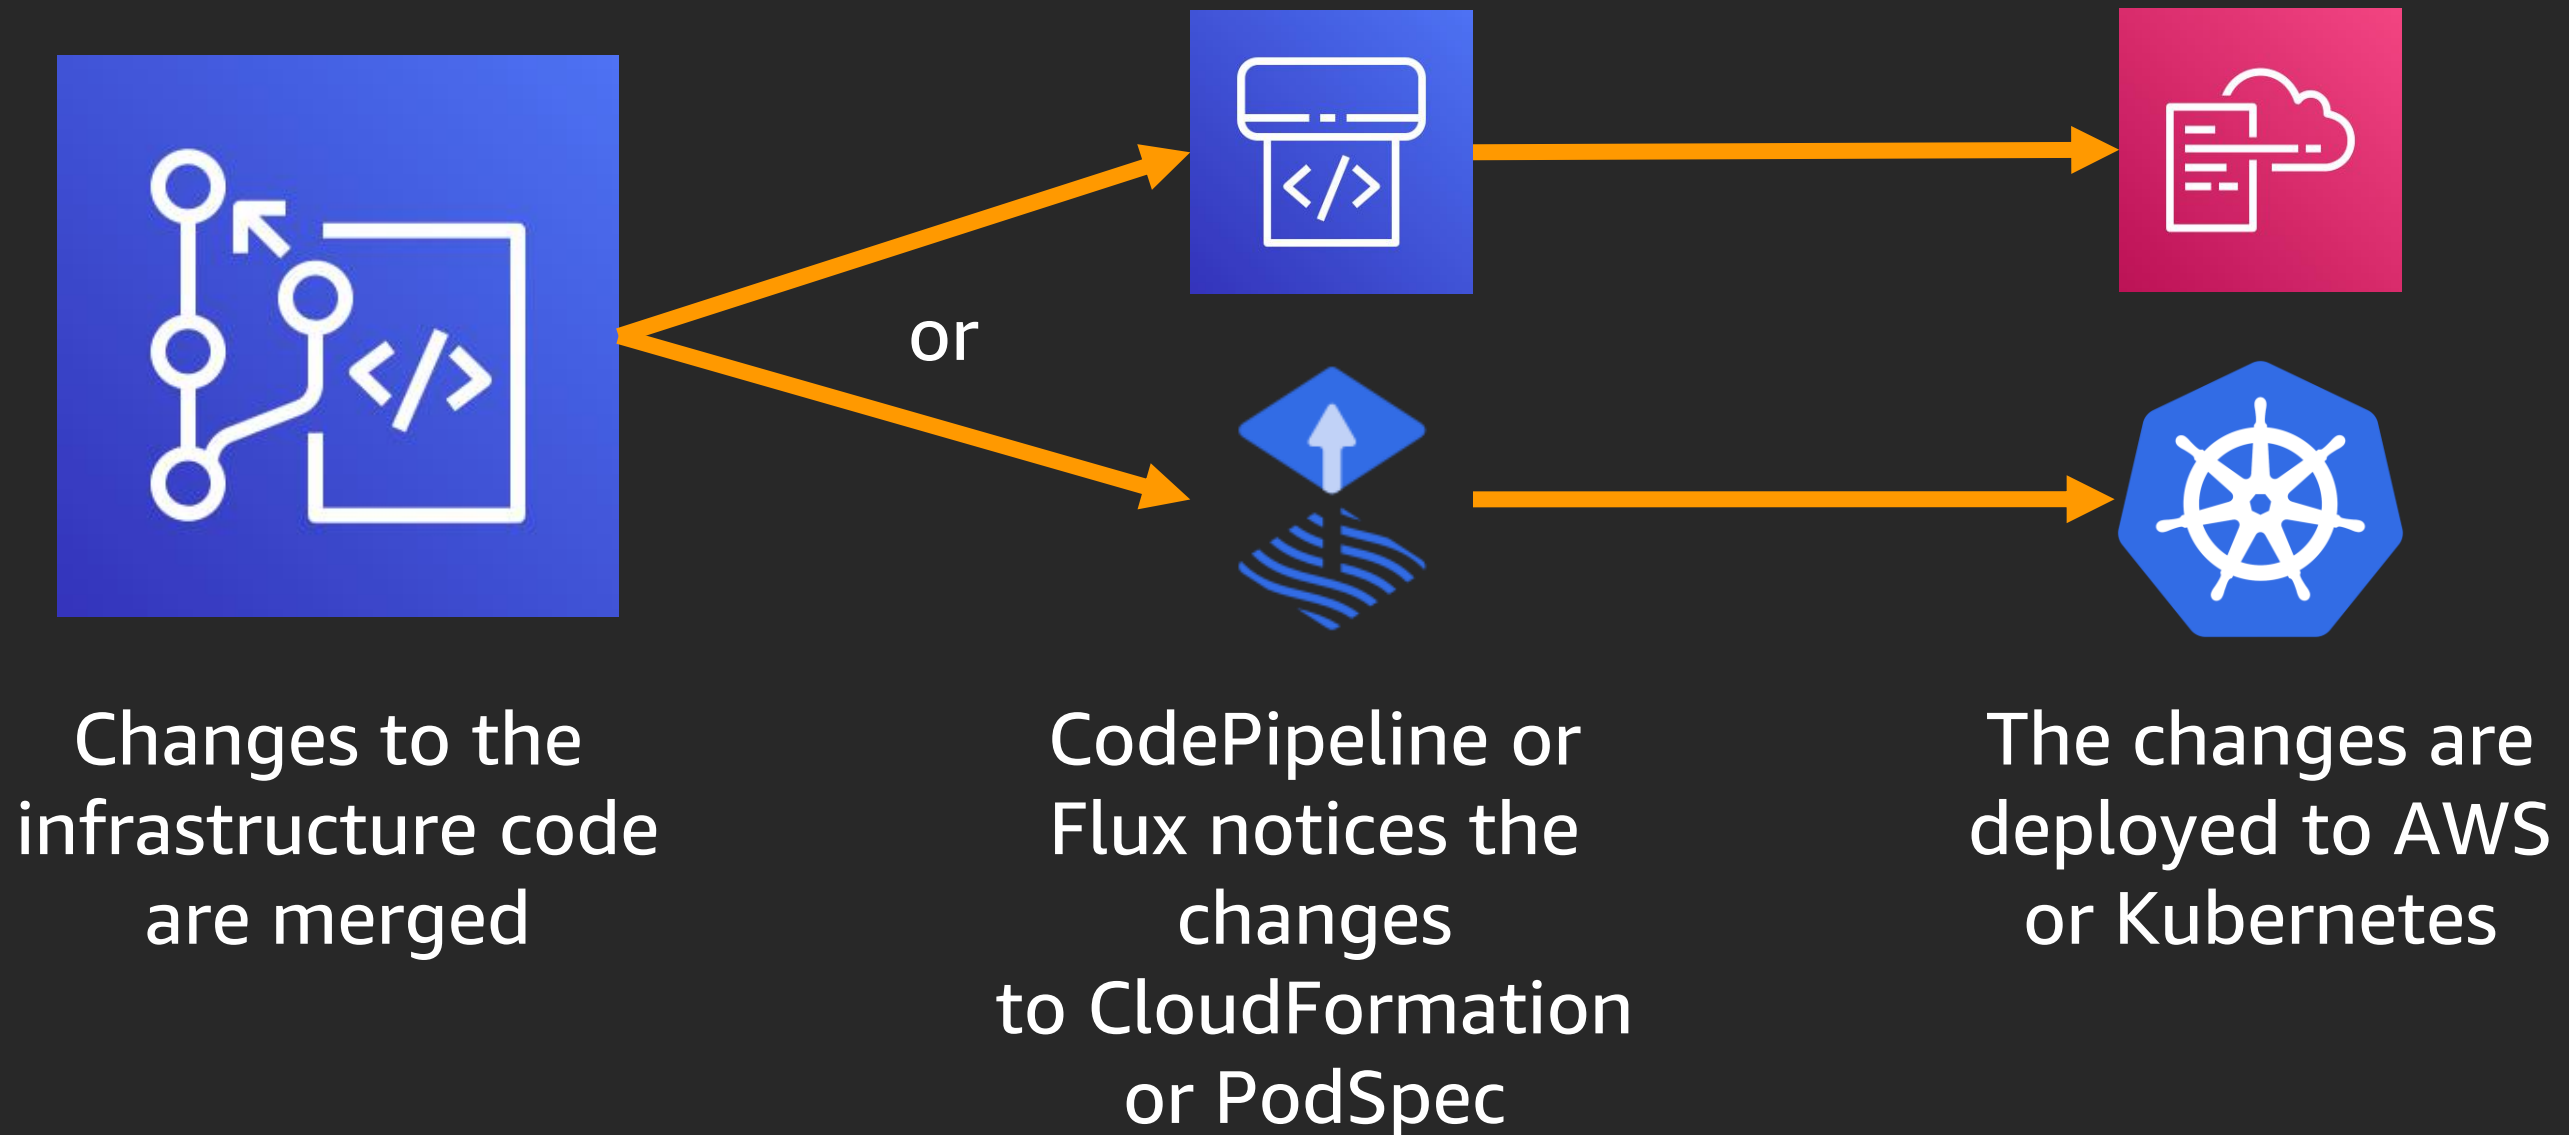 or
Changes to the
infrastructure code
are merged
CodePipeline or
Flux notices the
changes
to CloudFormation
or PodSpec
The changes are
deployed to AWS
or Kubernetes